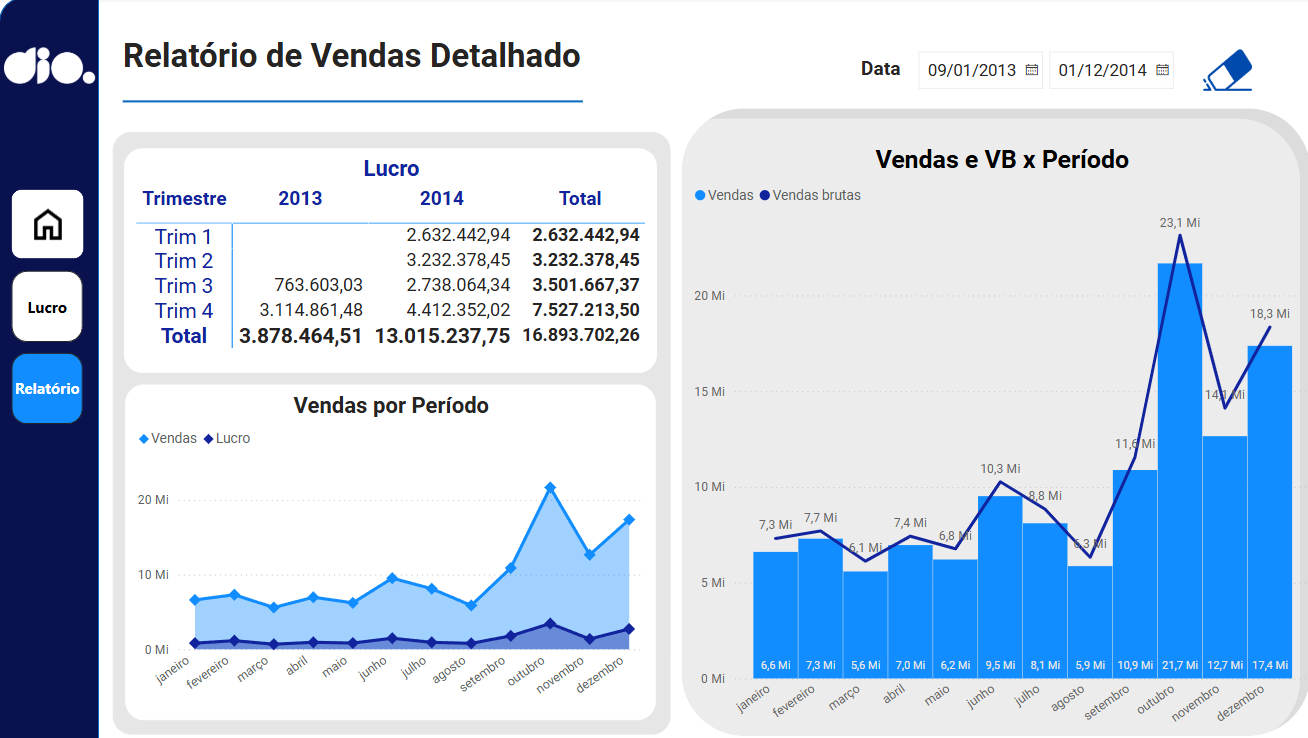 dio.
Relatório de Vendas Detalhado
Data 09/01/2013 01/12/2014
Lucro
Relatório
Lucro
Trimestre 2013 2014 Total
Trim 1 2.632.442,94 2.632.442,94
Trim 2 3.232.378,45 3.232.378,45
Trim 3 763.603,03 2.738.064,34 3.501.667,37
Trim 4 3.114.861,48 4.412.352,02 7.527.213,50
Total 3.878.464,51 13.015.237,75 16.893.702,26
Vendas por Período
Vendas Lucro
20 Mi
10 Mi
0 Mi
janeiro fevereiro março abril maio junho julho agosto setembro outubro novembro dezembro
Vendas e VB x Período
Vendas Vendas brutas
20 Mi
15 Mi
10 Mi
5 Mi
0 Mi
7,3 Mi 7,7 Mi 6,1 Mi 7,4 Mi 6,8 Mi 10,3 Mi 8,8 Mi 6,3 Mi 11,6 Mi 23,1 Mi 14,1 Mi 18,3 Mi
6,6 Mi 7,3 Mi 5,6 Mi 7,0 Mi 6,2 Mi 9,5 Mi 8,1 Mi 5,9 Mi 10,9 Mi 21,7 Mi 12,7 Mi 17,4 Mi
janeiro fevereiro março abril maio junho julho agosto setembro outubro novembro dezembro